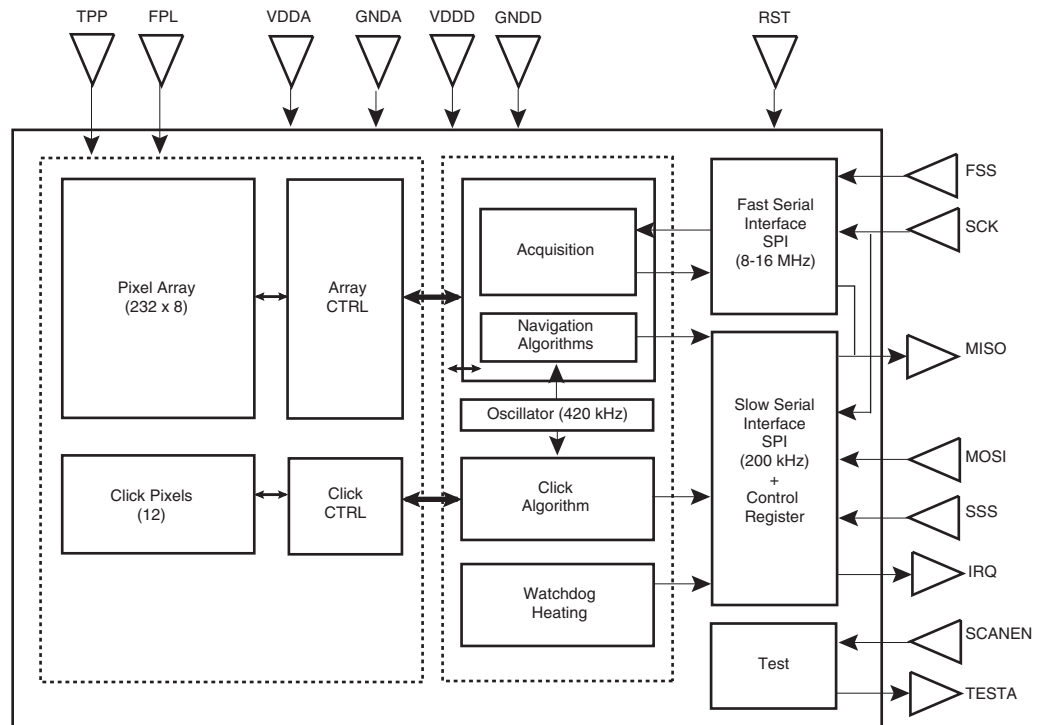 TPP FPL VDDA GNDA VDDD GNDD RST
FSS
SCK
Fast Serial
Interface
SPI
(8-16 MHz)
Acquisition
Pixel Array
(232 x 8)
Array
CTRL
Navigation
Algorithms
MISO
Oscillator (420 kHz)
Slow Serial
Interface
SPI
(200 kHz)
+
Control
Register
MOSI
Click Pixels
(12)
Click
CTRL
Click
Algorithm
SSS
IRQ
Watchdog
Heating
SCANEN
Test
TESTA